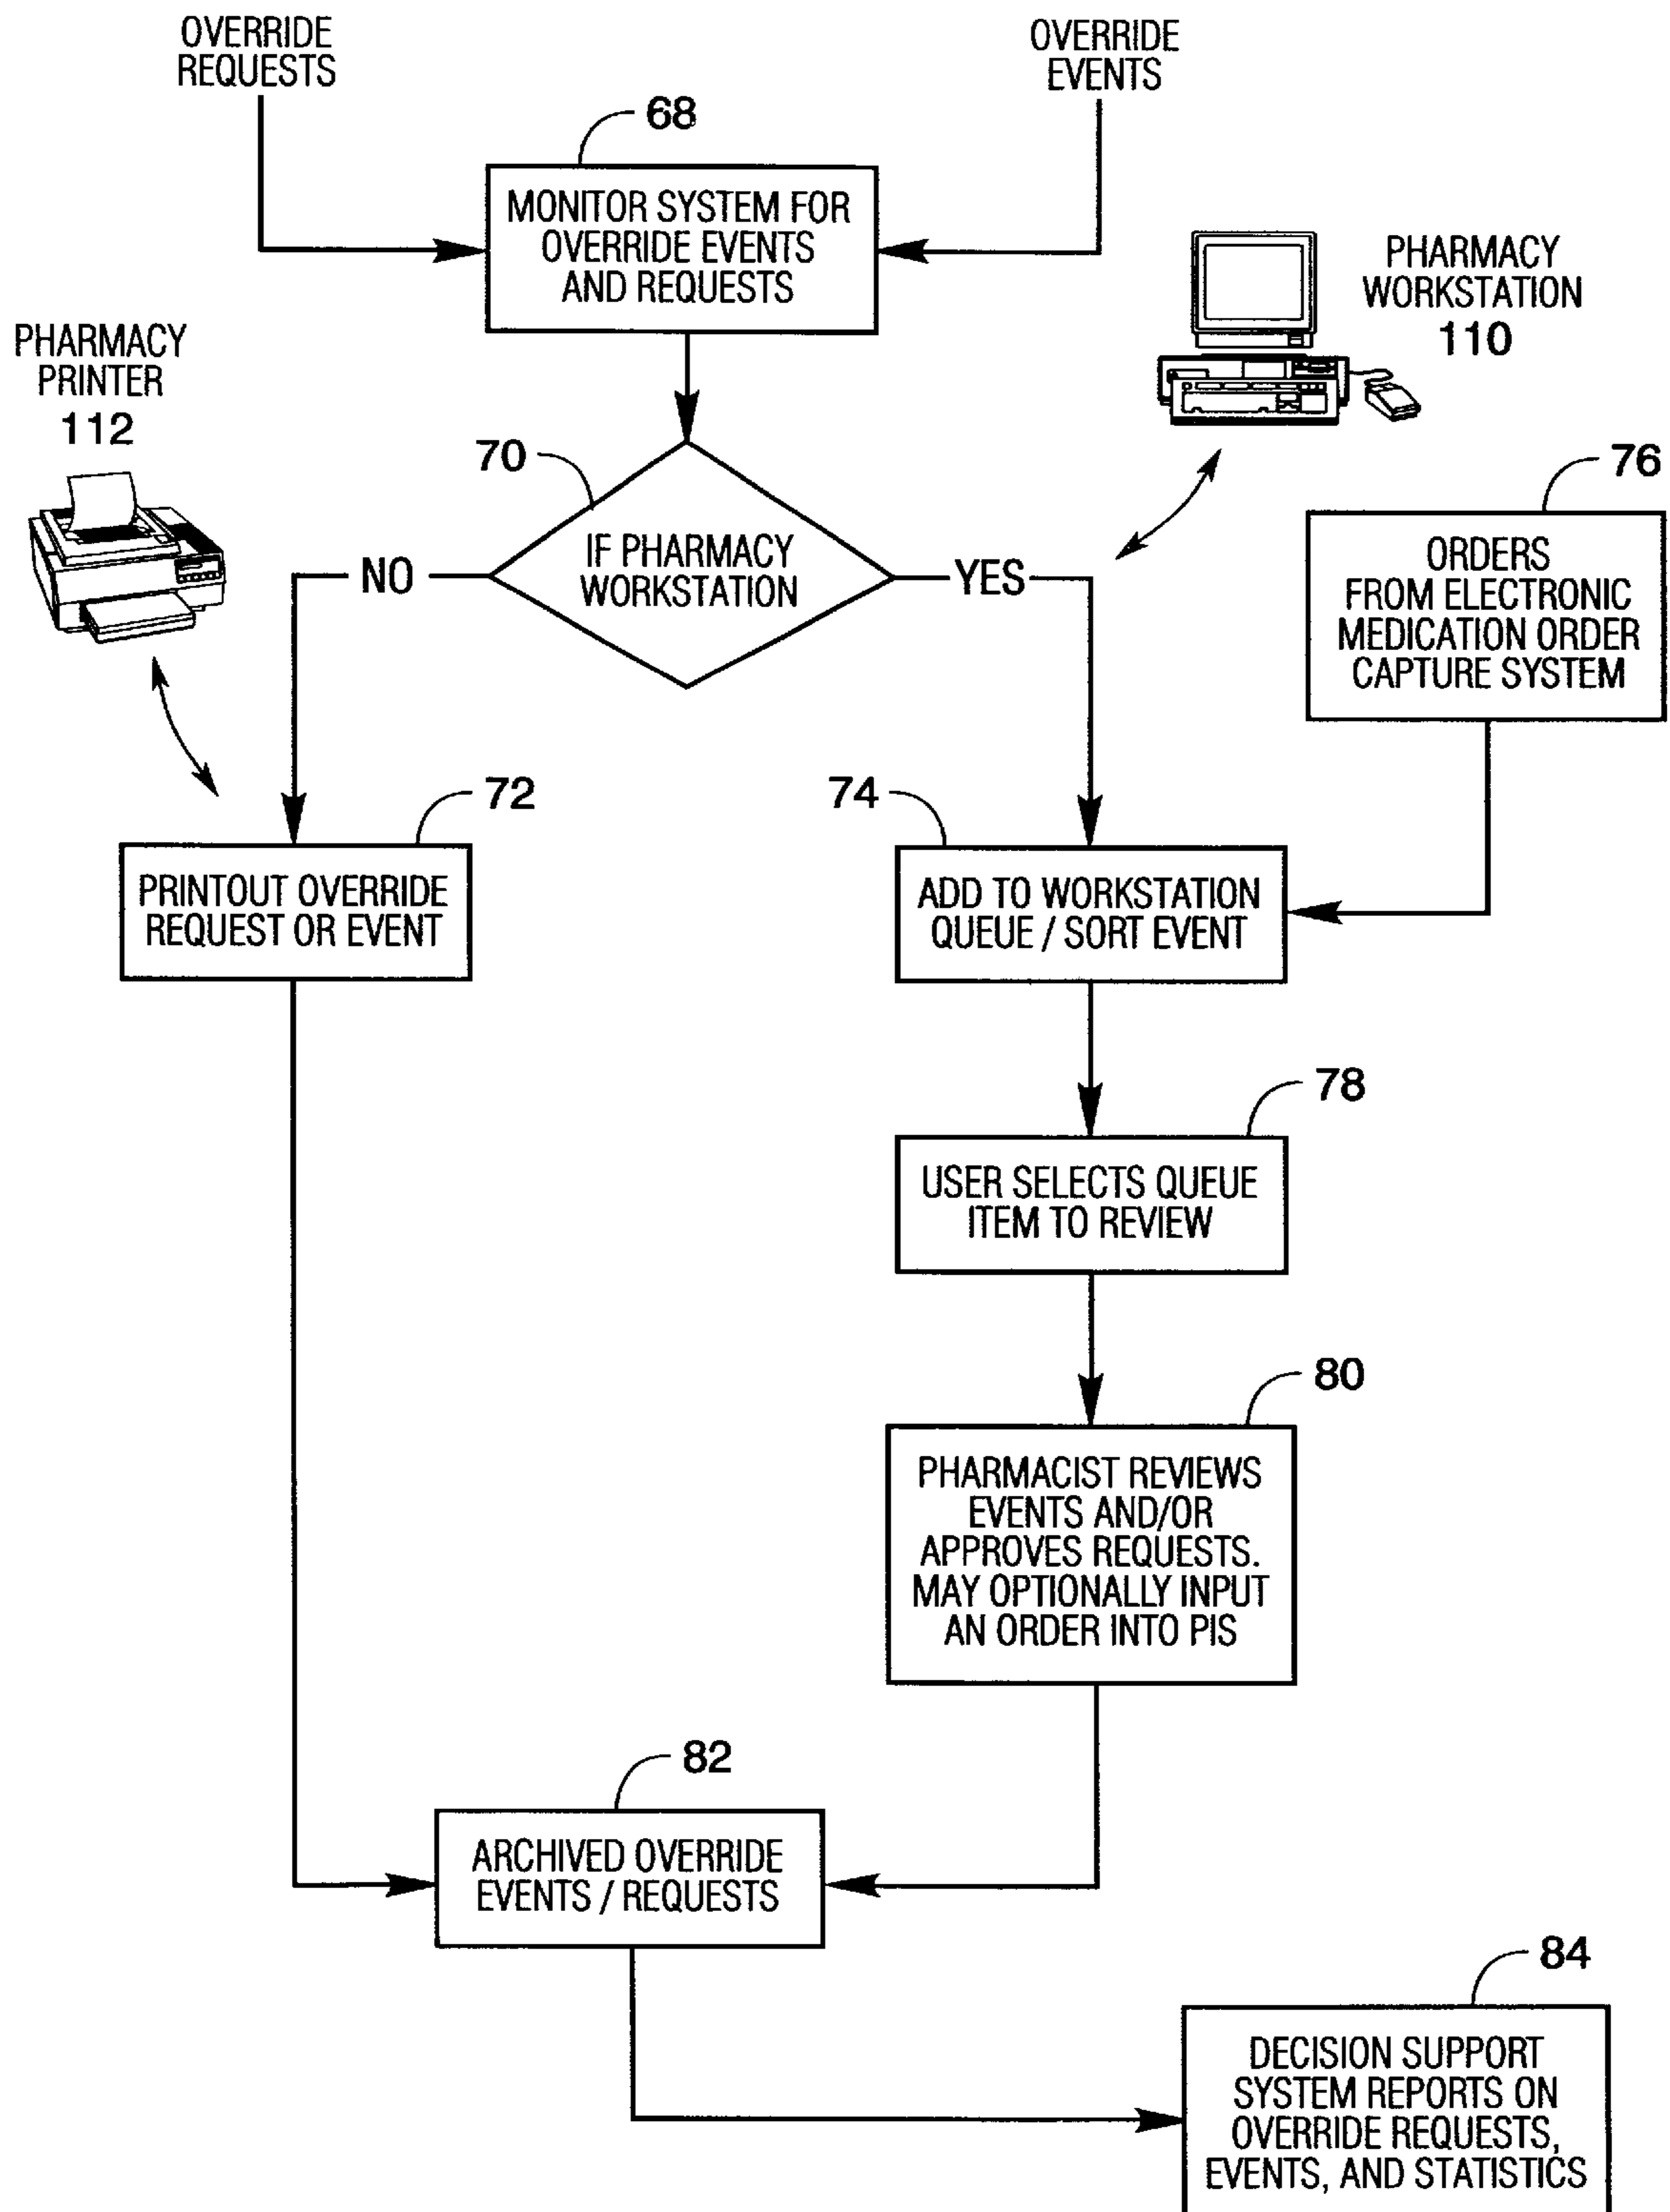 OVERRIDE
REQUESTS
OVERRIDE
EVENTS
68
MONITOR SYSTEM FOR
OVERRIDE EVENTS
AND REQUESTS
PHARMACY
WORKSTATION
110
PHARMACY
PRINTER
112
70
IF PHARMACY
WORKSTATION
NO
YES
76
ORDERS
FROM ELECTRONIC
MEDICATION ORDER
CAPTURE SYSTEM
72
PRINTOUT OVERRIDE
REQUEST OR EVENT
74
ADD TO WORKSTATION
QUEUE / SORT EVENT
78
USER SELECTS QUEUE
ITEM TO REVIEW
80
PHARMACIST REVIEWS
EVENTS AND/OR
APPROVES REQUESTS.
MAY OPTIONALLY INPUT
AN ORDER INTO PIS
82
ARCHIVED OVERRIDE
EVENTS / REQUESTS
84
DECISION SUPPORT
SYSTEM REPORTS ON
OVERRIDE REQUESTS,
EVENTS, AND STATISTICS